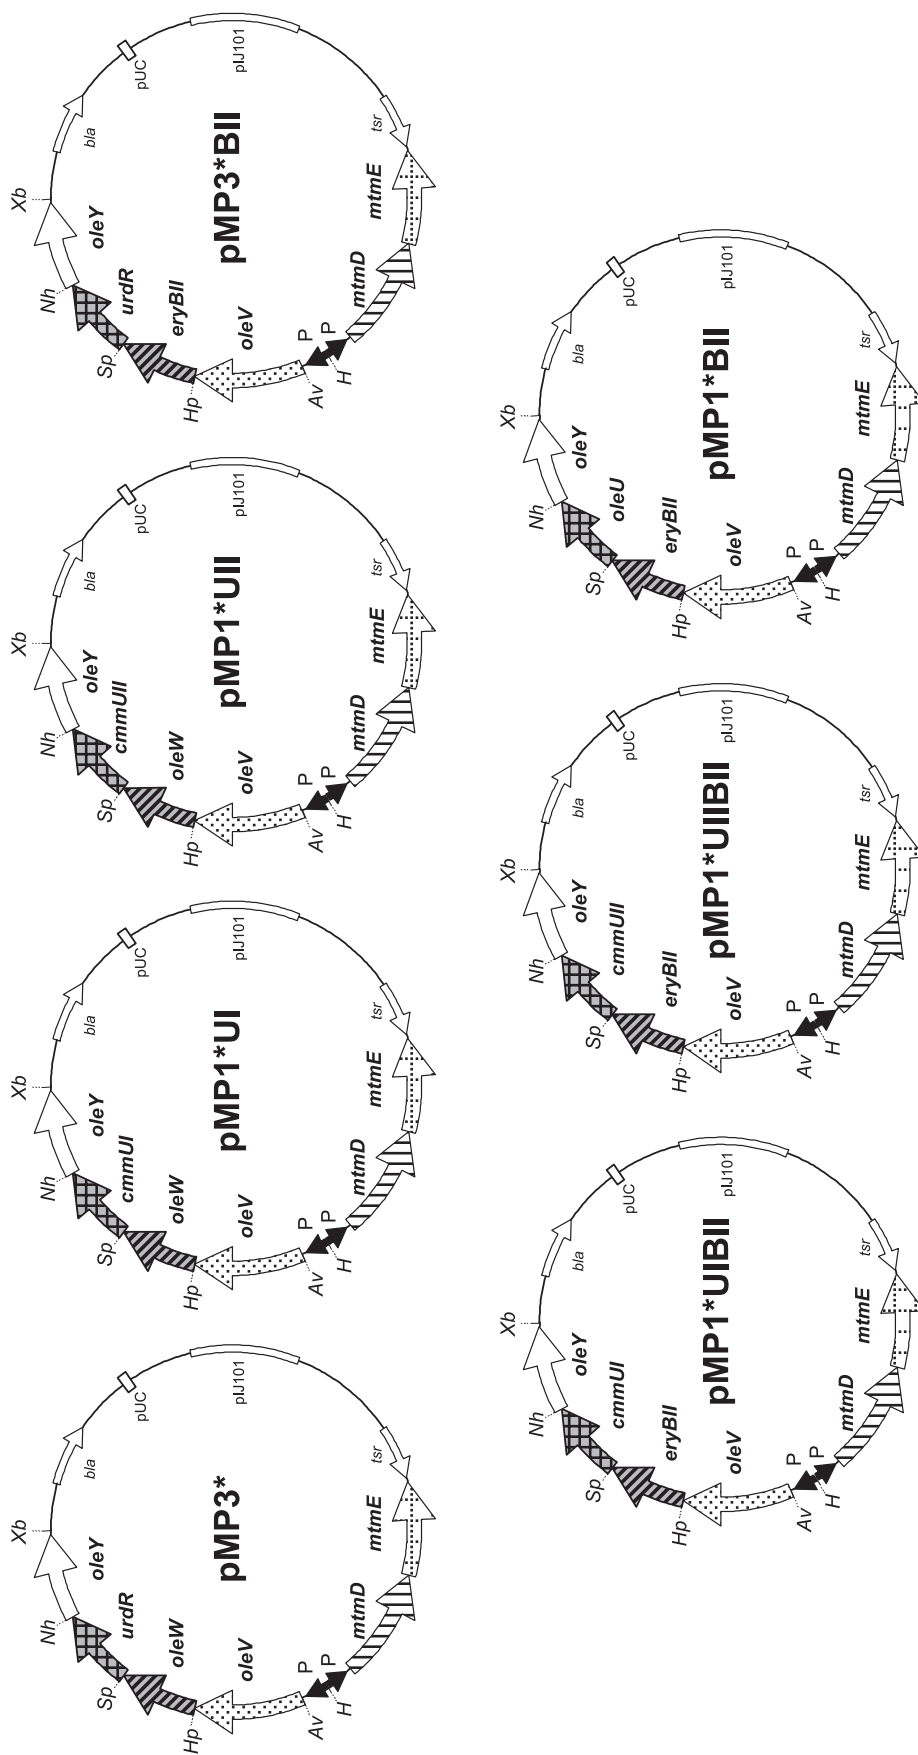 pMP3*
Xb
bla
pUC
pIJ101
tsr
mtmE
mtmD
P
P
H
Av
oleV
Hp
oleW
Sp
urdR
Nh
oleY
pMP1*UI
Xb
bla
pUC
pIJ101
tsr
mtmE
mtmD
P
P
H
Av
oleV
Hp
oleW
Sp
cmmUI
Nh
oleY
pMP1*UII
Xb
bla
pUC
pIJ101
tsr
mtmE
mtmD
P
P
H
Av
oleV
Hp
oleW
Sp
cmmUII
Nh
oleY
pMP3*BII
Xb
bla
pUC
pIJ101
tsr
mtmE
mtmD
P
P
H
Av
oleV
Hp
eryBII
Sp
urdR
Nh
oleY
pMP1*UIBII
Xb
bla
pUC
pIJ101
tsr
mtmE
mtmD
P
P
H
Av
oleV
Hp
eryBII
Sp
cmmUI
Nh
oleY
pMP1*UIIBII
Xb
bla
pUC
pIJ101
tsr
mtmE
mtmD
P
P
H
Av
oleV
Hp
eryBII
Sp
cmmUII
Nh
oleY
pMP1*BII
Xb
bla
pUC
pIJ101
tsr
mtmE
mtmD
P
P
H
Av
oleV
Hp
eryBII
Sp
oleU
Nh
oleY